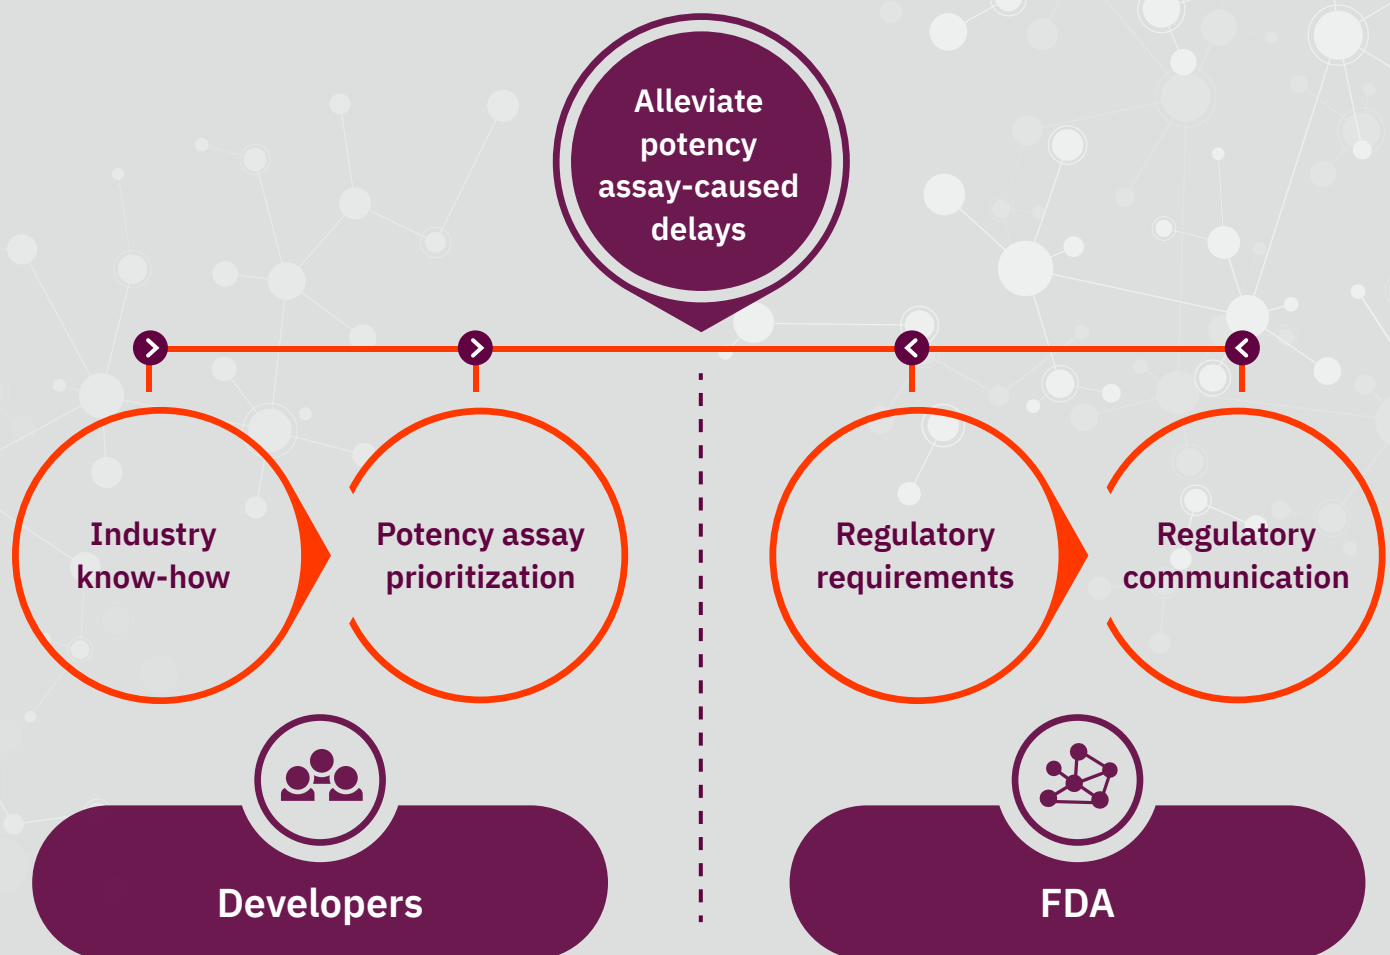 Alleviate
potency
assay-caused
delays
Industry
know-how
Potency assay
prioritization
Regulatory
requirements
Regulatory
communication
Developers
FDA